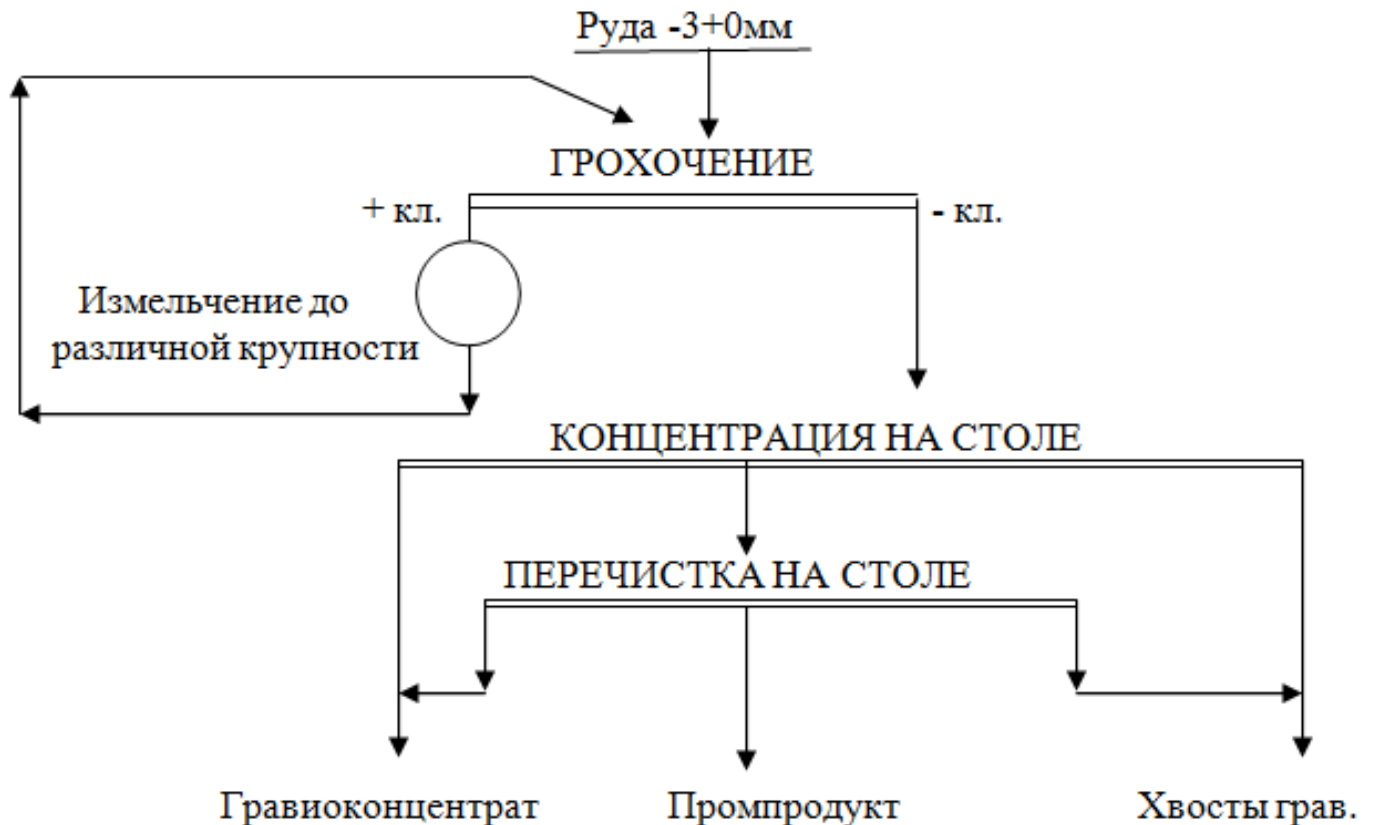 Руда -3+0мм
ГРОХОЧЕНИЕ
+ кл.
- кл.
Измельчение до
различной крупности
КОНЦЕНТРАЦИЯ НА СТОЛЕ
ПЕРЕЧИСТКА НА СТОЛЕ
Гравиоконцентрат
Промпродукт
Хвосты грав.